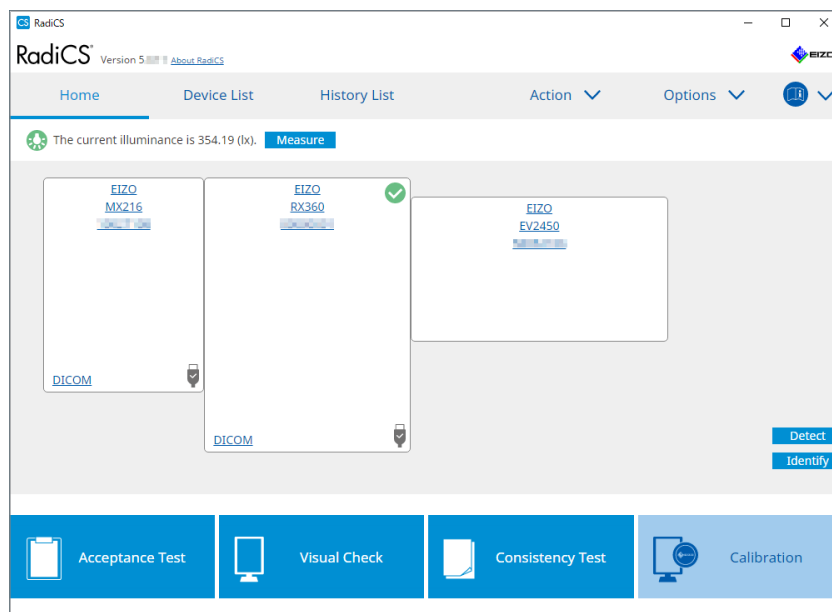 CS RadiCS
RadiCS® Version 5. About RadiCS
EIZO
Home Device List History List Action Options
The current illuminance is 354.19 (lx). Measure
EIZO
MX216
DICOM
EIZO
RX360
DICOM
EIZO
EV2450
Detect
Identify
Acceptance Test Visual Check Consistency Test Calibration